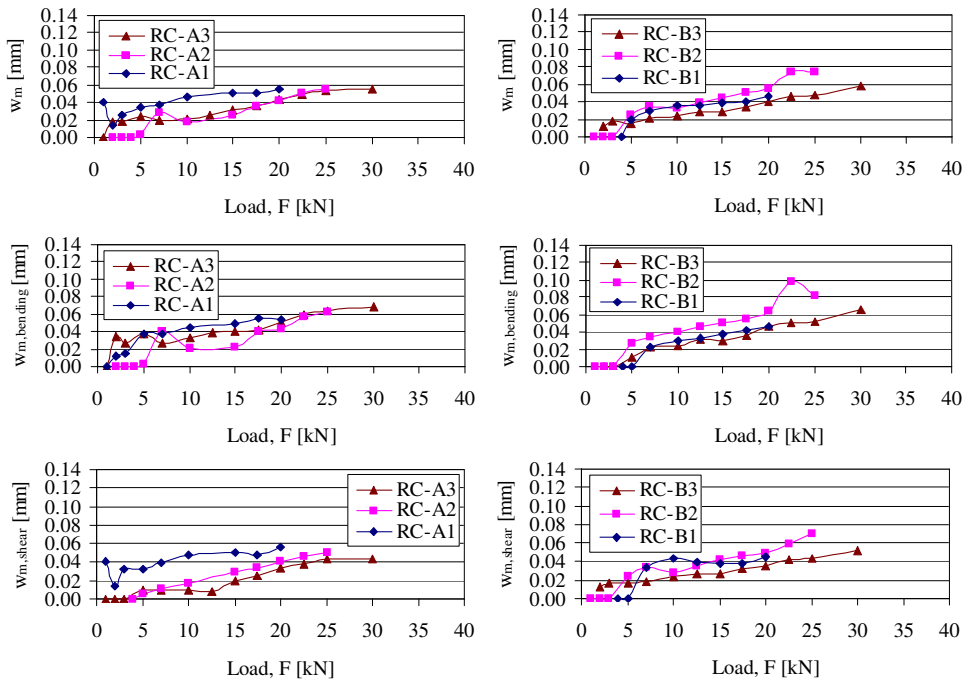 wm [mm]
0.14
0.12
0.10
0.08
0.06
0.04
0.02
0.00
RC-A3
RC-A2
RC-A1
0 5 10 15 20 25 30 35 40
Load, F [kN]
wm [mm]
0.14
0.12
0.10
0.08
0.06
0.04
0.02
0.00
RC-B3
RC-B2
RC-B1
0 5 10 15 20 25 30 35 40
Load, F [kN]
wm,bending [mm]
0.14
0.12
0.10
0.08
0.06
0.04
0.02
0.00
RC-A3
RC-A2
RC-A1
0 5 10 15 20 25 30 35 40
Load, F [kN]
wm,bending [mm]
0.14
0.12
0.10
0.08
0.06
0.04
0.02
0.00
RC-B3
RC-B2
RC-B1
0 5 10 15 20 25 30 35 40
Load, F [kN]
wm,shear [mm]
0.14
0.12
0.10
0.08
0.06
0.04
0.02
0.00
RC-A3
RC-A2
RC-A1
0 5 10 15 20 25 30 35 40
Load, F [kN]
wm,shear [mm]
0.14
0.12
0.10
0.08
0.06
0.04
0.02
0.00
RC-B3
RC-B2
RC-B1
0 5 10 15 20 25 30 35 40
Load, F [kN]